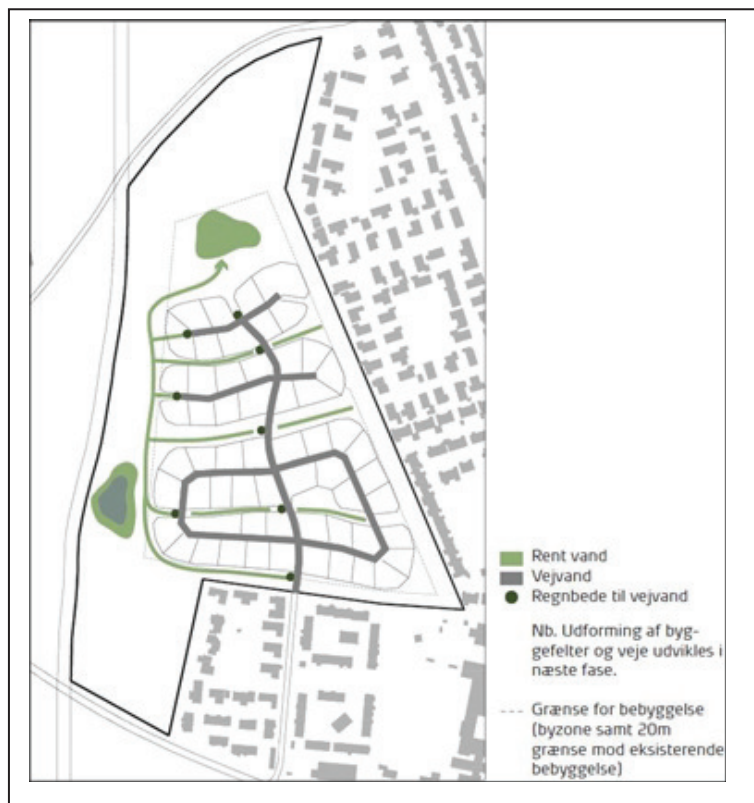 Rent vand
Vejvand
Regnbede til vejvand
Nb. Udforming af byg-
gefelter og veje udvikles i
næste fase.
Grænse for bebyggelse
(byzone samt 20m
grænse mod eksisterende
bebyggelse)